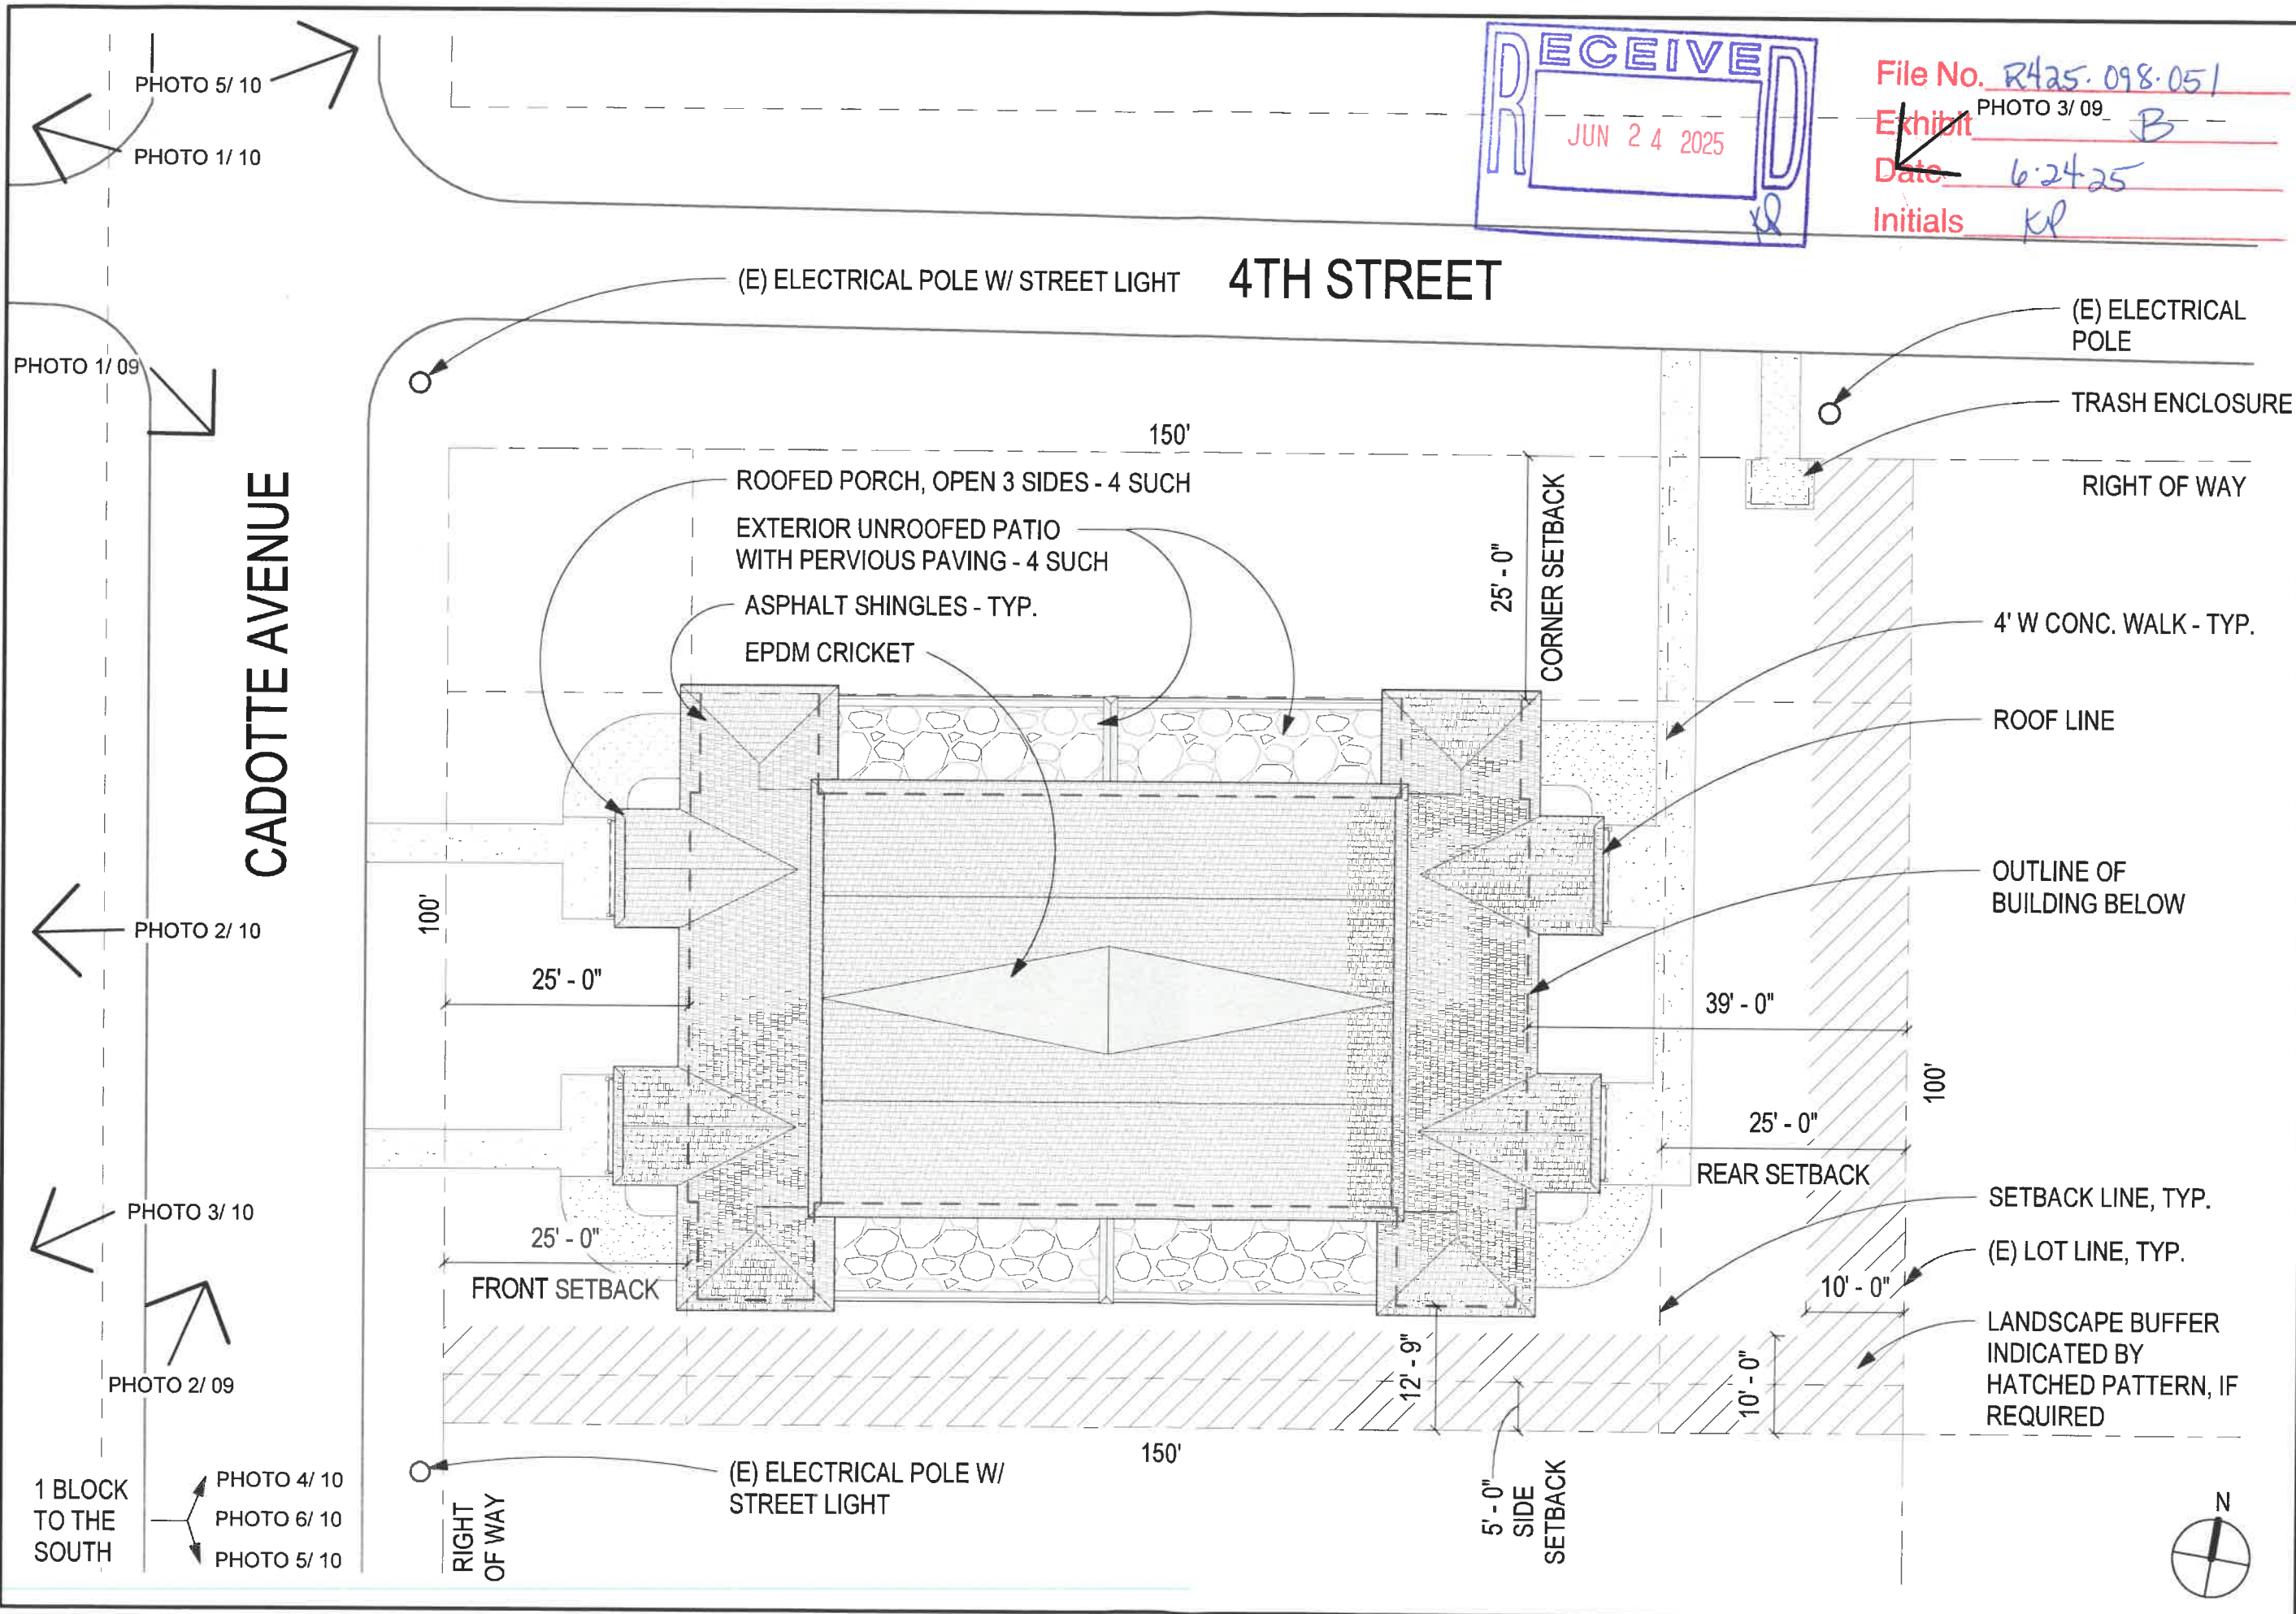 RECEIVED
JUN 24 2025
KP
File No. R425.098.051
Exhibit B
Date 6.24.25
Initials KP
PHOTO 3/ 09
PHOTO 5/ 10
PHOTO 1/ 10
(E) ELECTRICAL POLE W/ STREET LIGHT
4TH STREET
(E) ELECTRICAL
POLE
TRASH ENCLOSURE
RIGHT OF WAY
PHOTO 1/ 09
CADOTTE AVENUE
150'
ROOFED PORCH, OPEN 3 SIDES - 4 SUCH
EXTERIOR UNROOFED PATIO
WITH PERVIOUS PAVING - 4 SUCH
ASPHALT SHINGLES - TYP.
EPDM CRICKET
25' - 0"
CORNER SETBACK
4' W CONC. WALK - TYP.
ROOF LINE
OUTLINE OF
BUILDING BELOW
100'
PHOTO 2/ 10
25' - 0"
39' - 0"
100'
25' - 0"
REAR SETBACK
PHOTO 3/ 10
25' - 0"
FRONT SETBACK
SETBACK LINE, TYP.
(E) LOT LINE, TYP.
10' - 0"
LANDSCAPE BUFFER
INDICATED BY
HATCHED PATTERN, IF
REQUIRED
12' - 9"
10' - 0"
PHOTO 2/ 09
150'
5' - 0"
SIDE
SETBACK
(E) ELECTRICAL POLE W/
STREET LIGHT
RIGHT
OF WAY
1 BLOCK
TO THE
SOUTH
PHOTO 4/ 10
PHOTO 6/ 10
PHOTO 5/ 10
N